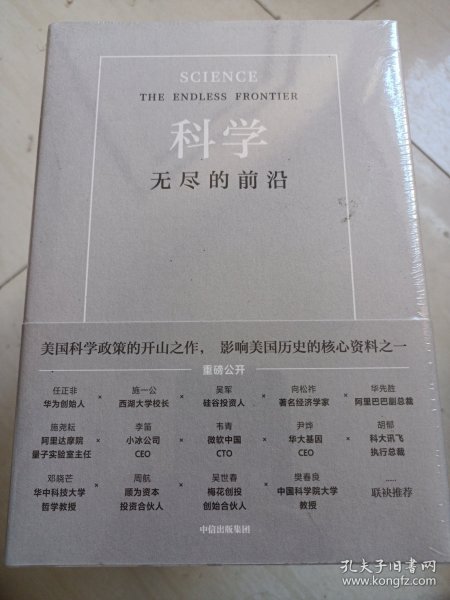 SCIENCE
THE ENDLESS FRONTIER
科学
无尽的前沿
美国科学政策的开山之作，影响美国历史的核心资料之一
重磅公开
任正非 × 施一公 × 吴军 × 向松祚 × 华先胜
华为创始人 西湖大学校长 硅谷投资人 著名经济学家 阿里巴巴副总裁
施尧耘 × 李笛 × 韦青 × 尹烨 × 胡郁
阿里达摩院 小冰公司 微软中国 华大基因 科大讯飞
量子实验室主任 CEO CTO CEO 执行总裁
邓晓芒 × 周航 × 吴世春 × 樊春良 ……
华中科技大学 顺为资本 梅花创投 中国科学院大学 联袂推荐
哲学教授 投资合伙人 创始合伙人 教授
中信出版集团
孔夫子旧书网
www.kongfz.com